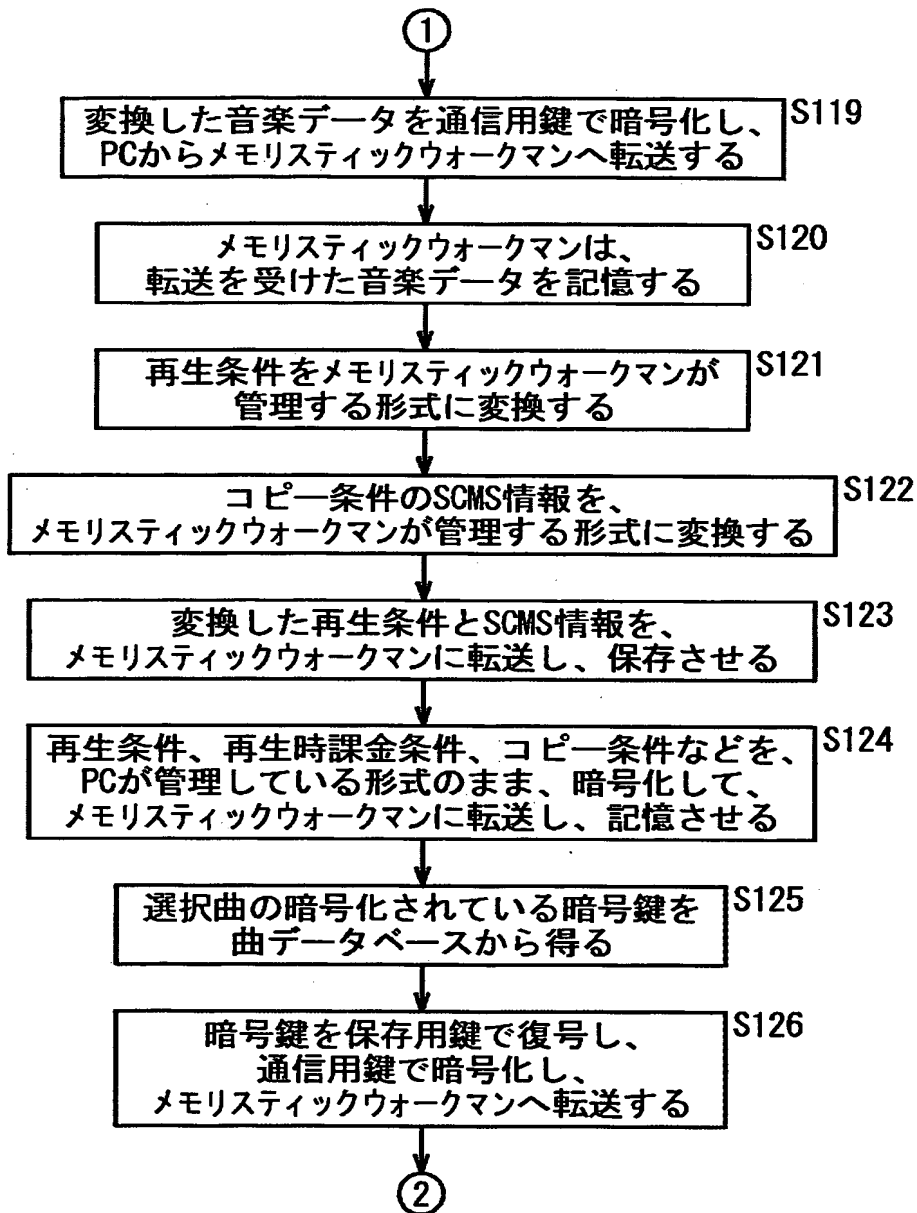 ①
変換した音楽データを通信用鍵で暗号化し、
PCからメモリスティックウォークマンへ転送する
S119
メモリスティックウォークマンは、
転送を受けた音楽データを記憶する
S120
再生条件をメモリスティックウォークマンが
管理する形式に変換する
S121
コピー条件のSCMS情報を、
メモリスティックウォークマンが管理する形式に変換する
S122
変換した再生条件とSCMS情報を、
メモリスティックウォークマンに転送し、保存させる
S123
再生条件、再生時課金条件、コピー条件などを、
PCが管理している形式のまま、暗号化して、
メモリスティックウォークマンに転送し、記憶させる
S124
選択曲の暗号化されている暗号鍵を
曲データベースから得る
S125
暗号鍵を保存用鍵で復号し、
通信用鍵で暗号化し、
メモリスティックウォークマンへ転送する
S126
②